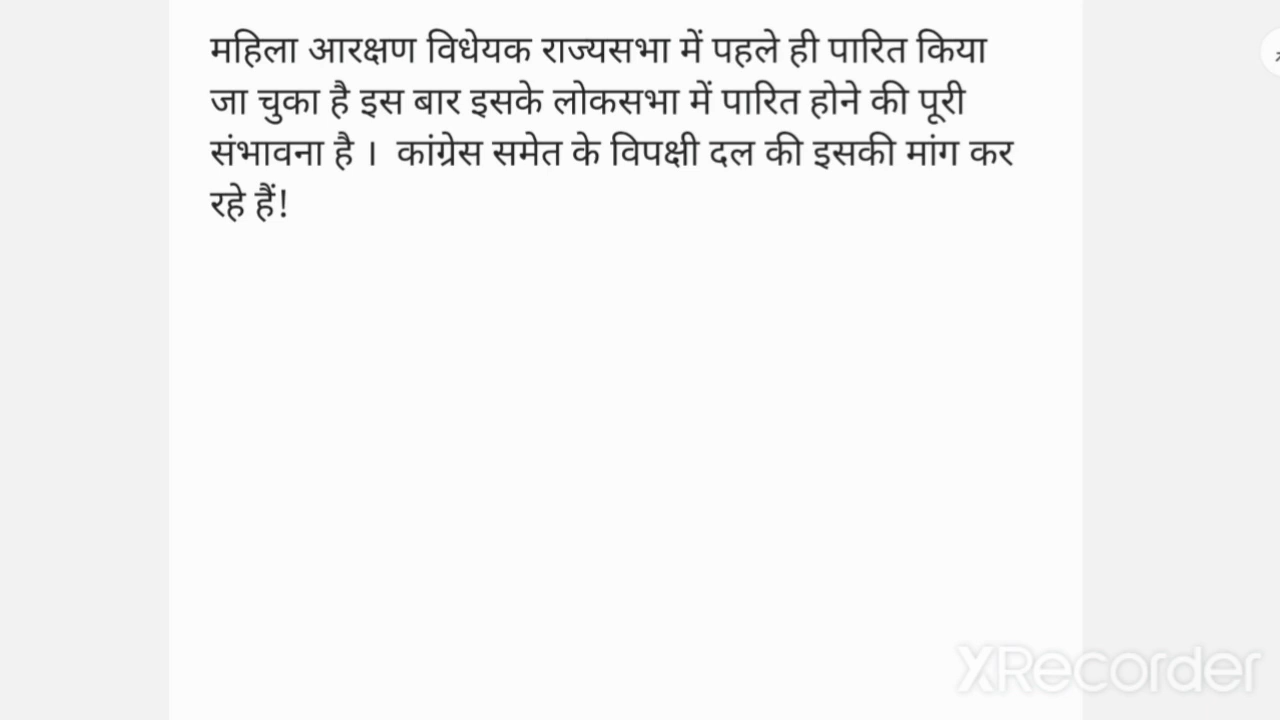 महिला आरक्षण विधेयक राज्यसभा में पहले ही पारित किया
जा चुका है इस बार इसके लोकसभा में पारित होने की पूरी
संभावना है । कांग्रेस समेत के विपक्षी दल की इसकी मांग कर
रहे हैं!
XRecorder